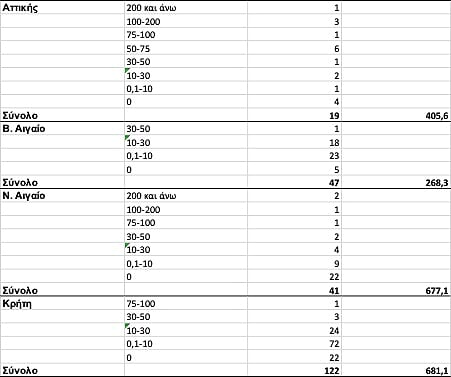 Αττικής 200 και άνω 1
100-200 3
75-100 1
50-75 6
30-50 1
10-30 2
0,1-10 1
0 4
Σύνολο 19 405,6
Β. Αιγαίο 30-50 1
10-30 18
0,1-10 23
0 5
Σύνολο 47 268,3
Ν. Αιγαίο 200 και άνω 2
100-200 1
75-100 1
30-50 2
10-30 4
0,1-10 9
0 22
Σύνολο 41 677,1
Κρήτη 75-100 1
30-50 3
10-30 24
0,1-10 72
0 22
Σύνολο 122 681,1